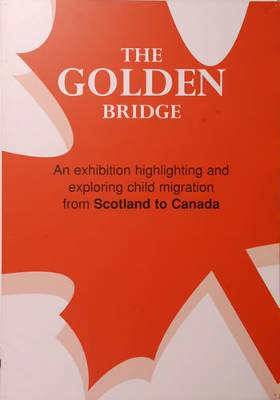 THE
GOLDEN
BRIDGE
An exhibition highlighting and
exploring child migration
from Scotland to Canada